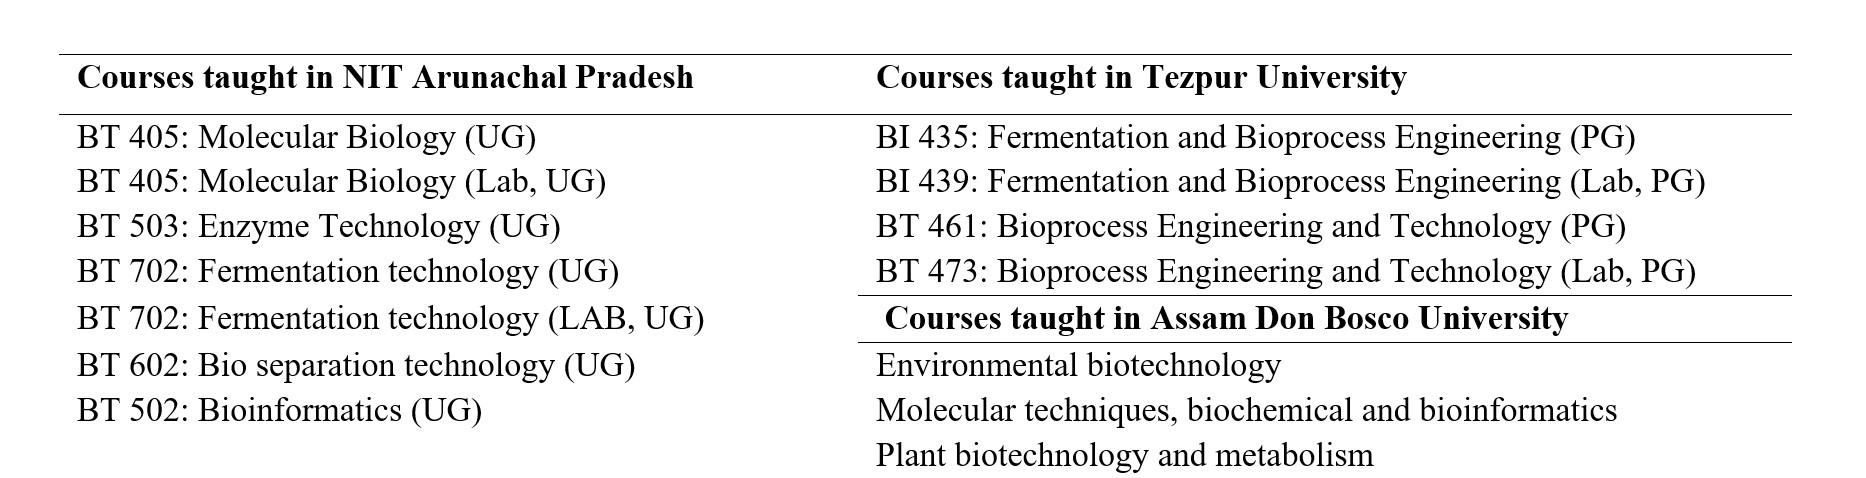 Courses taught in NIT Arunachal Pradesh
BT 405: Molecular Biology (UG)
BT 405: Molecular Biology (Lab, UG)
BT 503: Enzyme Technology (UG)
BT 702: Fermentation technology (UG)
BT 702: Fermentation technology (LAB, UG)
BT 602: Bio separation technology (UG)
BT 502: Bioinformatics (UG)
Courses taught in Tezpur University
BI 435: Fermentation and Bioprocess Engineering (PG)
BI 439: Fermentation and Bioprocess Engineering (Lab, PG)
BT 461: Bioprocess Engineering and Technology (PG)
BT 473: Bioprocess Engineering and Technology (Lab, PG)
Courses taught in Assam Don Bosco University
Environmental biotechnology
Molecular techniques, biochemical and bioinformatics
Plant biotechnology and metabolism